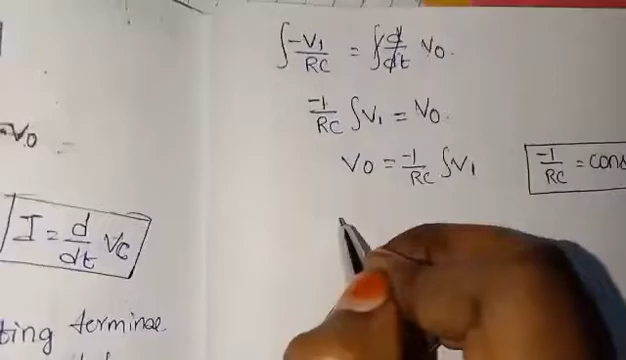 ∫ -V₁/RC = ∫ d/dt V₀.
-1/RC ∫V₁ = V₀.
V₀ = -1/RC ∫V₁
-1/RC = cons
-V₀
I = d/dt Vc
ting terminal